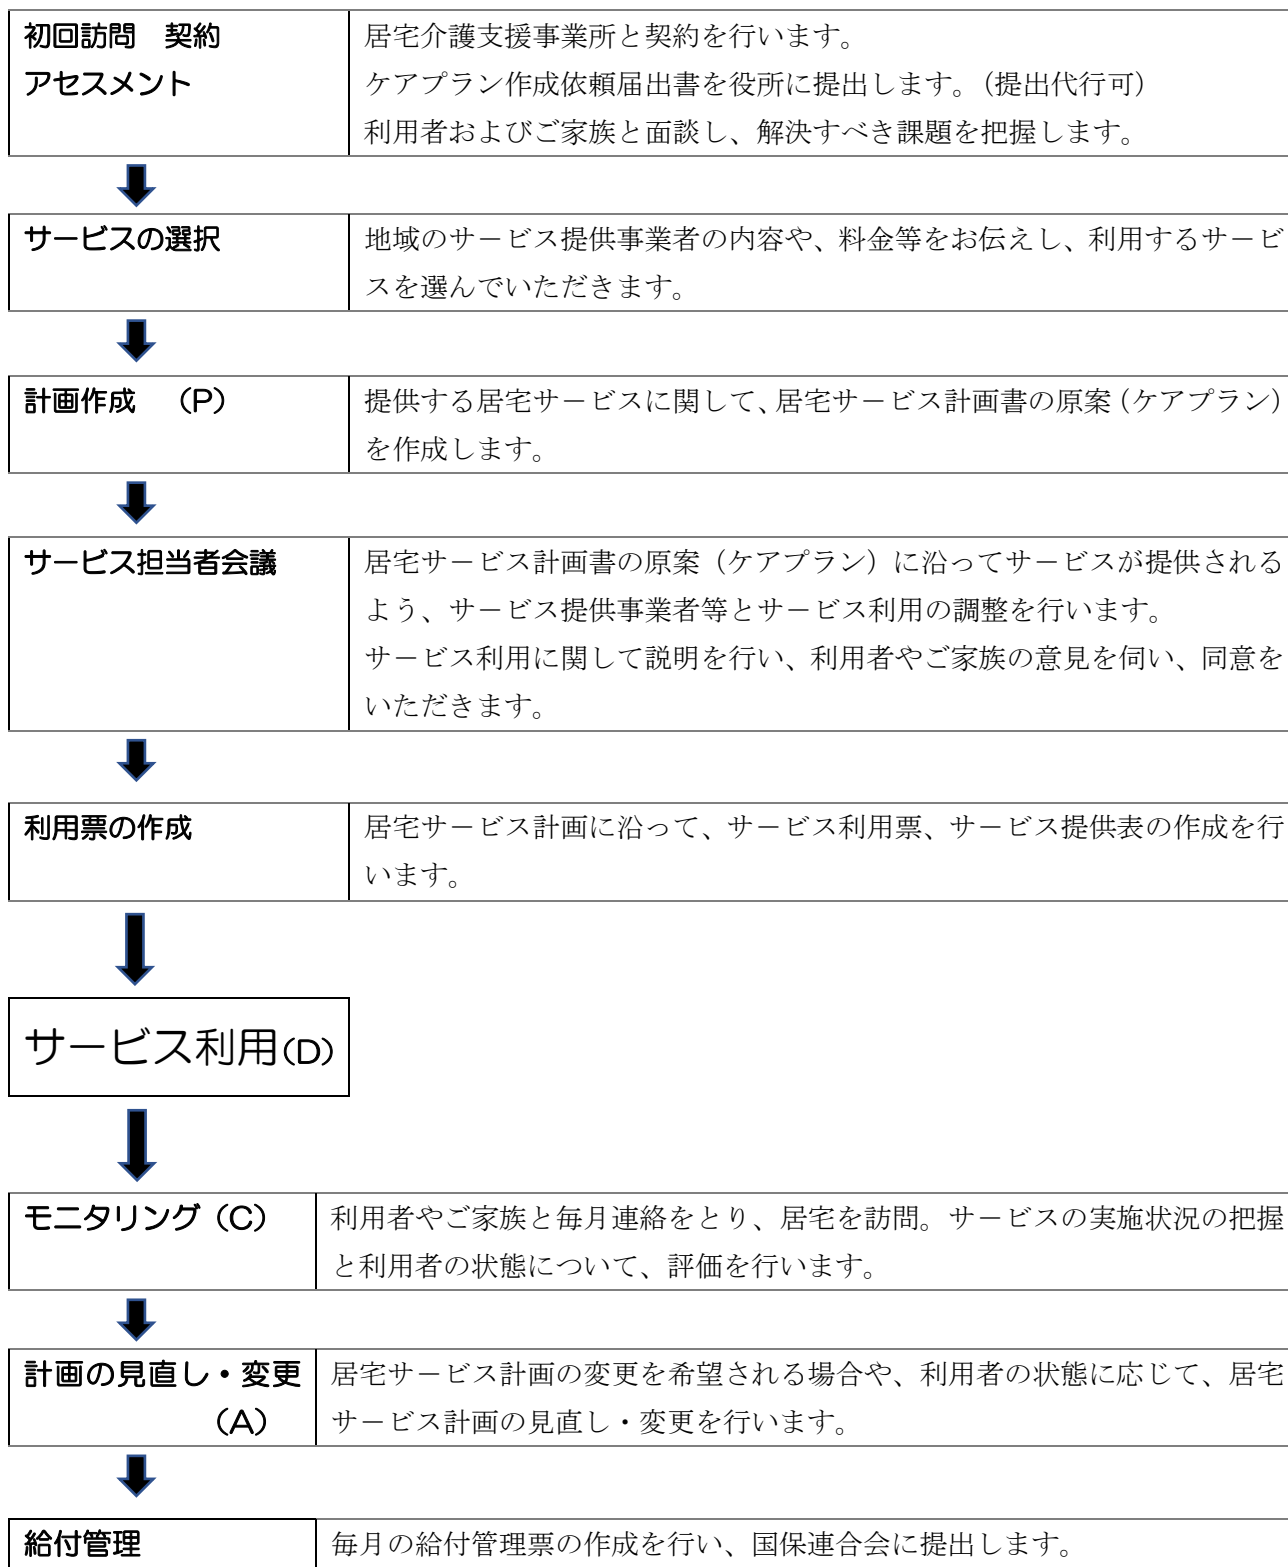 初回訪問　契約
アセスメント
居宅介護支援事業所と契約を行います。
ケアプラン作成依頼届出書を役所に提出します。（提出代行可）
利用者およびご家族と面談し、解決すべき課題を把握します。
サービスの選択
地域のサービス提供事業者の内容や、料金等をお伝えし、利用するサービ
スを選んでいただきます。
計画作成　（P）
提供する居宅サービスに関して、居宅サービス計画書の原案（ケアプラン）
を作成します。
サービス担当者会議
居宅サービス計画書の原案（ケアプラン）に沿ってサービスが提供される
よう、サービス提供事業者等とサービス利用の調整を行います。
サービス利用に関して説明を行い、利用者やご家族の意見を伺い、同意を
いただきます。
利用票の作成
居宅サービス計画に沿って、サービス利用票、サービス提供表の作成を行
います。
サービス利用(D)
モニタリング（C）
利用者やご家族と毎月連絡をとり、居宅を訪問。サービスの実施状況の把握
と利用者の状態について、評価を行います。
計画の見直し・変更
（A）
居宅サービス計画の変更を希望される場合や、利用者の状態に応じて、居宅
サービス計画の見直し・変更を行います。
給付管理
毎月の給付管理票の作成を行い、国保連合会に提出します。